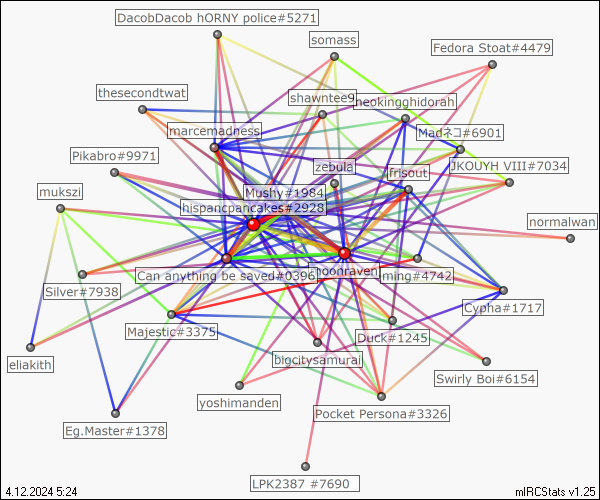 DacobDacob hORNY police#5271
somass
Fedora Stoat#4479
thesecondtwat
shawntee9
neokingghidorah
marcemadness
Madネコ#6901
Pikabro#9971
zebula
frisout
JKOUYH VIII#7034
mukszi
Mushy#1984
hispancpancakes#2928
normalwan
Can anything be saved#0396
goonraven
ming#4742
Silver#7938
Cypha#1717
Majestic#3375
Duck#1245
eliakith
bigcitysamurai
Swirly Boi#6154
yoshimanden
Pocket Persona#3326
Eg.Master#1378
LPK2387 #7690
4.12.2024 5:24
mIRCStats v1.25